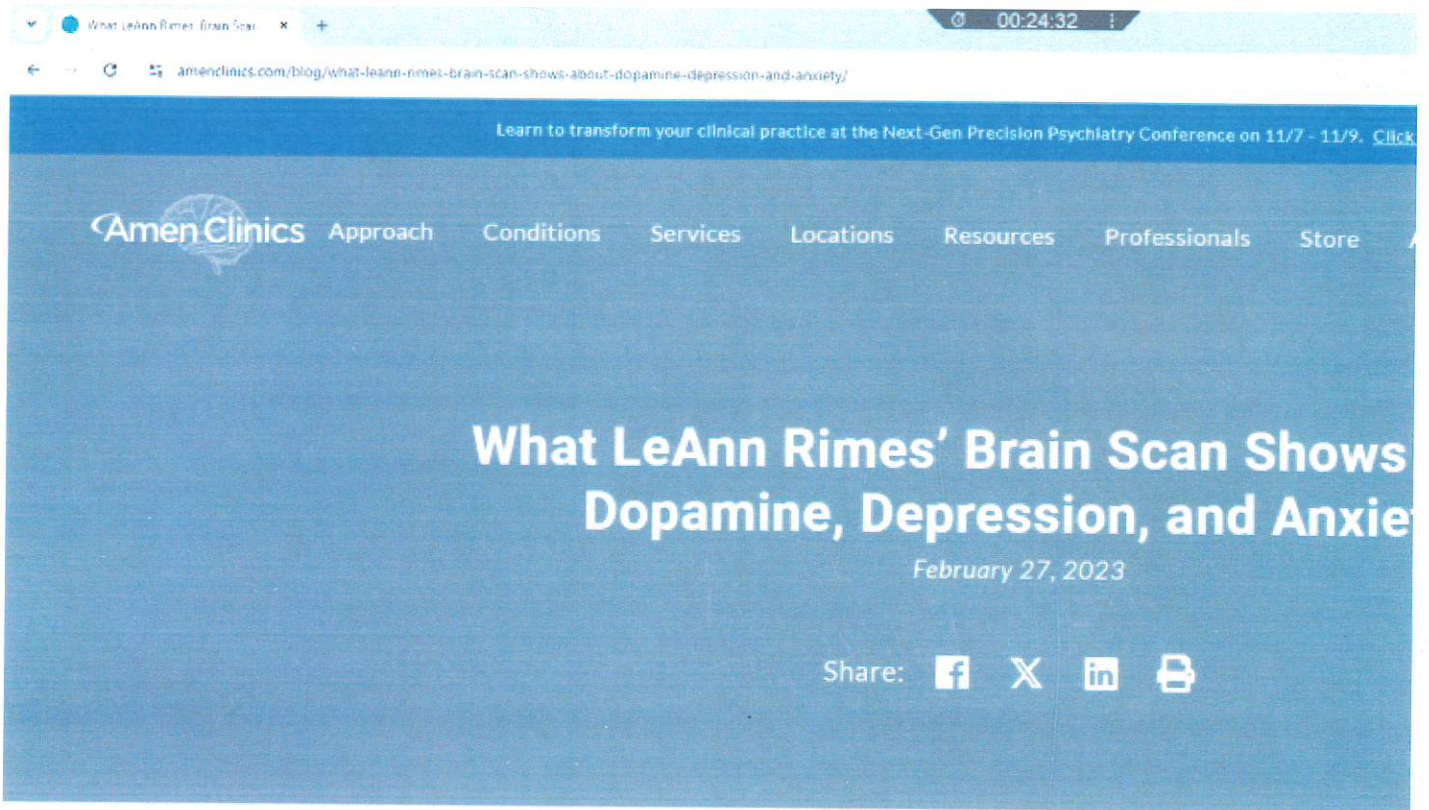 What LeAnn Rimes' Brain Scan
00:24:32
amenclinics.com/blog/what-leann-rimes-brain-scan-shows-about-dopamine-depression-and-anxiety/
Learn to transform your clinical practice at the Next-Gen Precision Psychiatry Conference on 11/7 - 11/9. Click
Amen Clinics Approach Conditions Services Locations Resources Professionals Store
What LeAnn Rimes' Brain Scan Shows
Dopamine, Depression, and Anxie
February 27, 2023
Share: